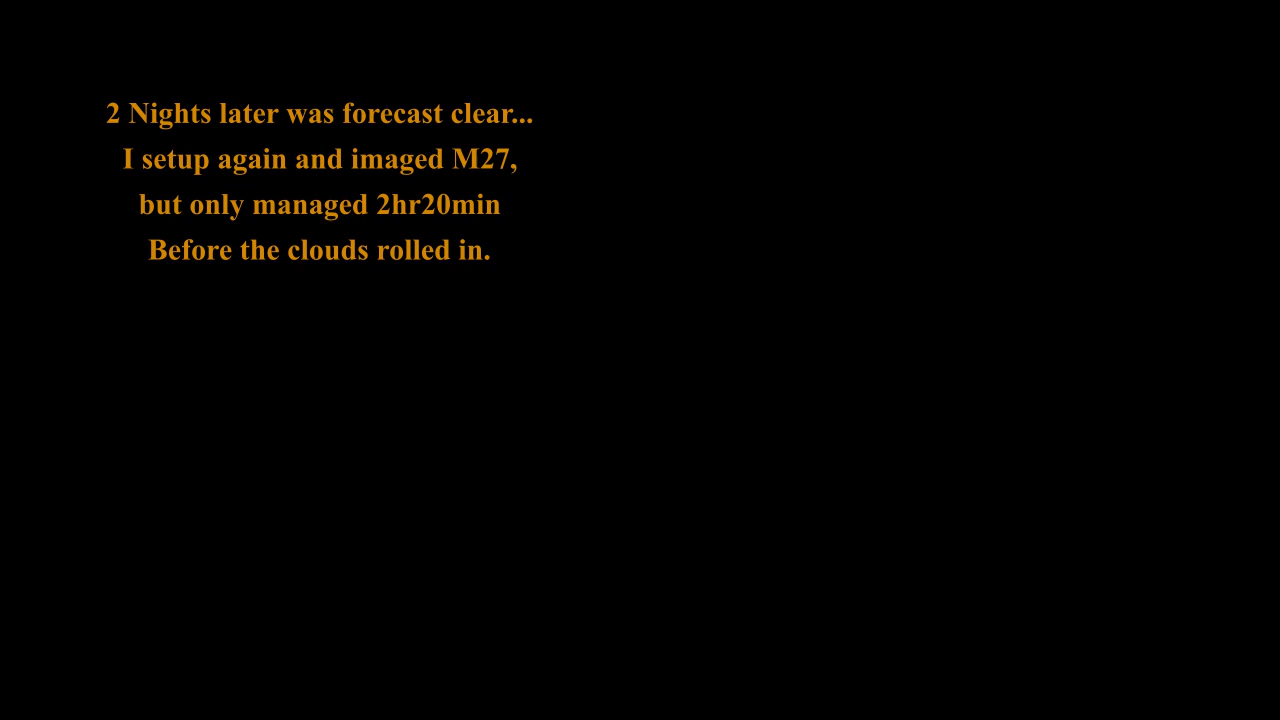 2 Nights later was forecast clear...
I setup again and imaged M27,
but only managed 2hr20min
Before the clouds rolled in.